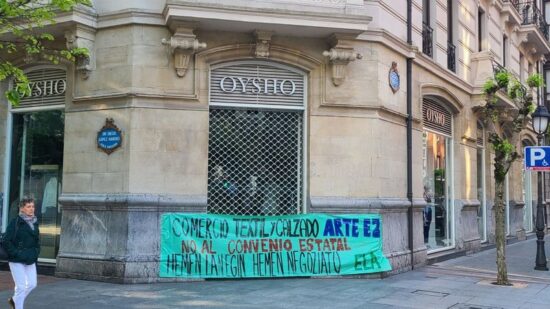 OYSHO
OYSHO
OYSHO
COMERCIO TEXTIL Y CALZADO ARTE EZ
NO AL CONVENIO ESTATAL
HEMEN LAN EGIN HEMEN NEGOZIATU ELA
P